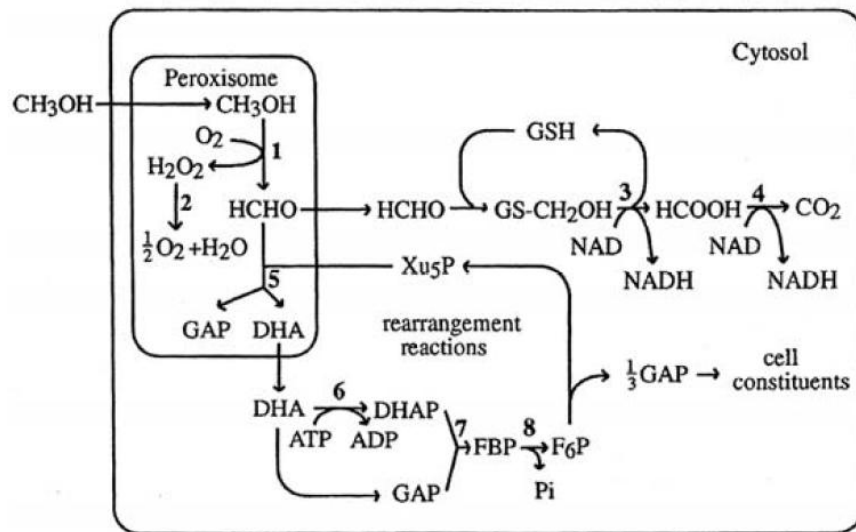 Cytosol
Peroxisome
CH3OH → CH3OH
O2
1
H2O2
2
HCHO → HCHO → GS-CH2OH 3 → HCOOH 4 → CO2
GSH
NAD
NADH
NAD
NADH
½O2+H2O
5
Xu5P
GAP DHA
rearrangement
reactions
⅓GAP → cell
constituents
DHA 6 → DHAP
ATP ADP
7
FBP 8 → F6P
GAP
Pi